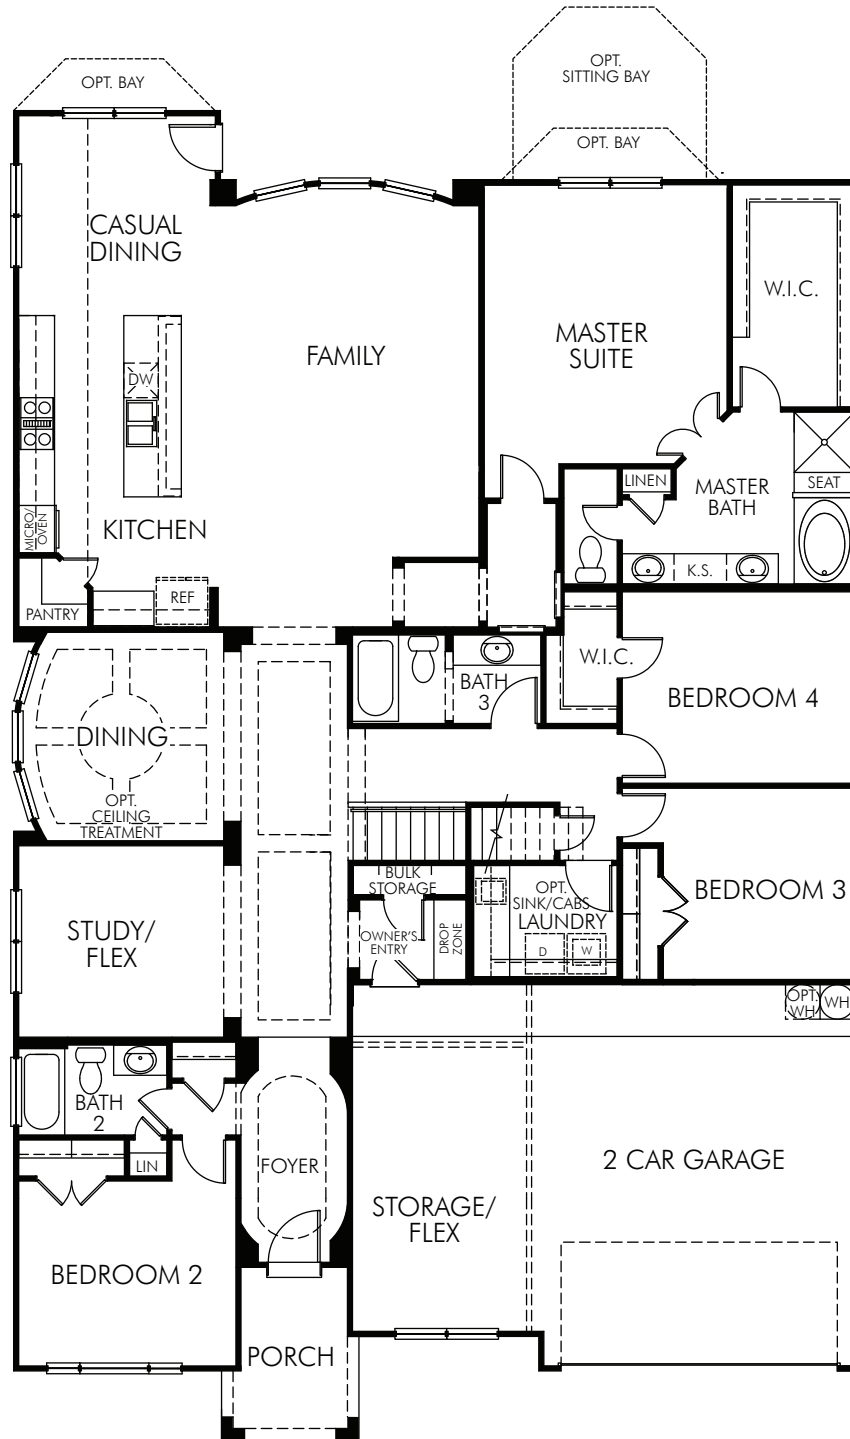 OPT.
SITTING BAY
OPT. BAY
OPT. BAY
CASUAL
DINING
W.I.C.
MASTER
SUITE
FAMILY
DW
LINEN
MASTER
BATH
SEAT
MICRO/
OVEN
KITCHEN
K.S.
REF
PANTRY
W.I.C.
BATH
3
BEDROOM 4
DINING
OPT.
CEILING
TREATMENT
BULK
STORAGE
OPT.
SINK/CABS
LAUNDRY
BEDROOM 3
STUDY/
FLEX
OWNER'S
ENTRY
DROP
ZONE
D
W
OPT.
WH
WH
BATH
2
LIN
FOYER
2 CAR GARAGE
STORAGE/
FLEX
BEDROOM 2
PORCH